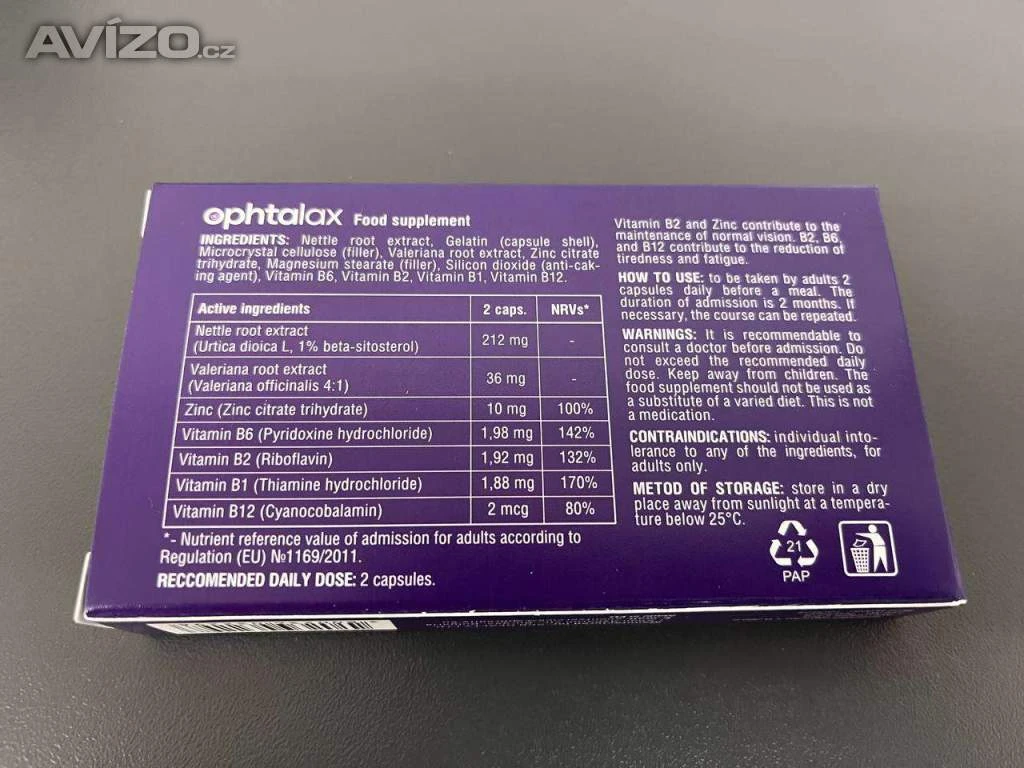 AVÍZO.cz
ophtalax Food supplement
INGREDIENTS: Nettle root extract, Gelatin (capsule shell),
Microcrystal cellulose (filler), Valeriana root extract, Zinc citrate
trihydrate, Magnesium stearate (filler), Silicon dioxide (anti-cak-
ing agent), Vitamin B6, Vitamin B2, Vitamin B1, Vitamin B12.
Active ingredients 2 caps. NRVs*
Nettle root extract
(Urtica dioica L, 1% beta-sitosterol) 212 mg -
Valeriana root extract
(Valeriana officinalis 4:1) 36 mg -
Zinc (Zinc citrate trihydrate) 10 mg 100%
Vitamin B6 (Pyridoxine hydrochloride) 1,98 mg 142%
Vitamin B2 (Riboflavin) 1,92 mg 132%
Vitamin B1 (Thiamine hydrochloride) 1,88 mg 170%
Vitamin B12 (Cyanocobalamin) 2 mcg 80%
*- Nutrient reference value of admission for adults according to
Regulation (EU) №1169/2011.
RECCOMENDED DAILY DOSE: 2 capsules.
Vitamin B2 and Zinc contribute to the
maintenance of normal vision. B2, B6,
and B12 contribute to the reduction of
tiredness and fatigue.
HOW TO USE: to be taken by adults 2
capsules daily before a meal. The
duration of admission is 2 months. If
necessary, the course can be repeated.
WARNINGS: It is recommendable to
consult a doctor before admission. Do
not exceed the recommended daily
dose. Keep away from children. The
food supplement should not be used as
a substitute of a varied diet. This is not
a medication.
CONTRAINDICATIONS: individual into-
lerance to any of the ingredients, for
adults only.
METOD OF STORAGE: store in a dry
place away from sunlight at a tempera-
ture below 25°C.
21
PAP